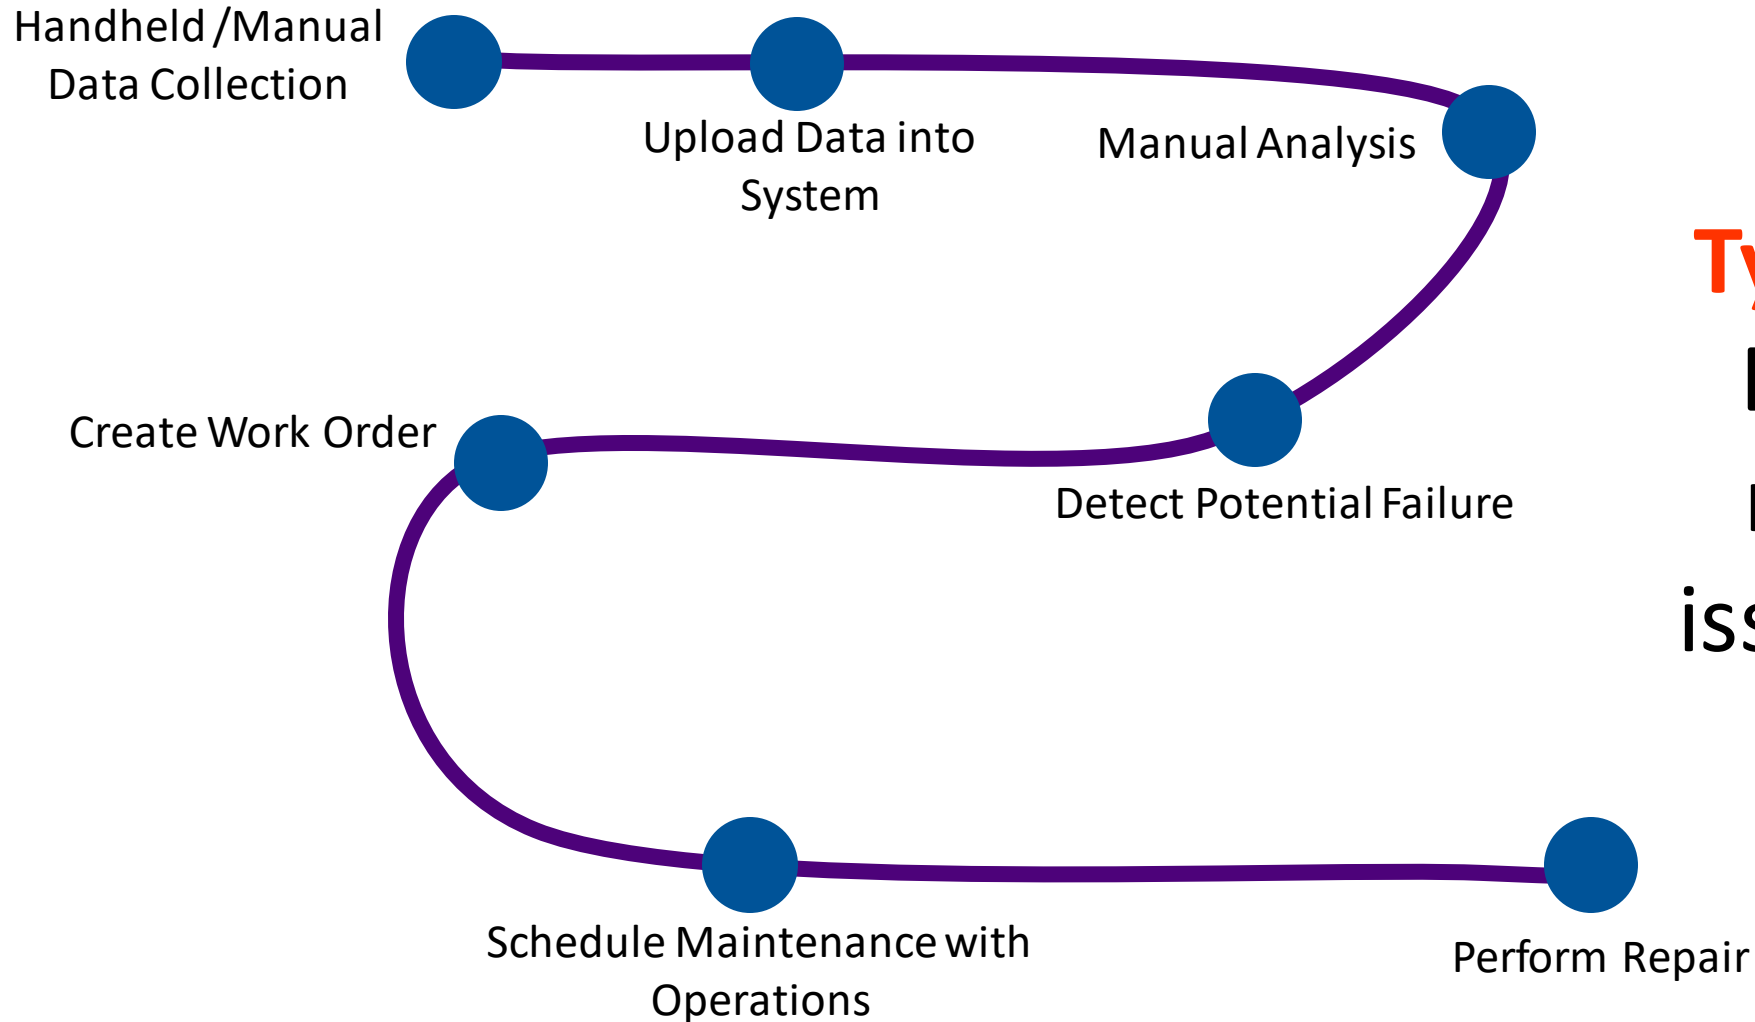 Handheld /Manual
Data Collection
Upload Data into
System
Manual Analysis
Detect Potential Failure
Create Work Order
Schedule Maintenance with
Operations
Perform Repair